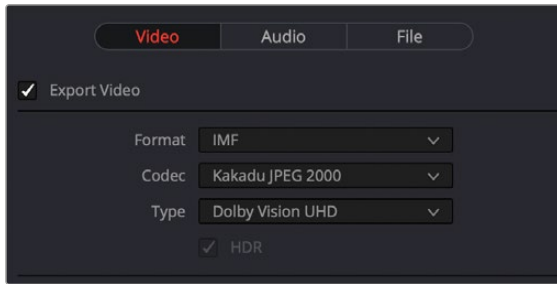 Video Audio File
Export Video
Format IMF
Codec Kakadu JPEG 2000
Type Dolby Vision UHD
HDR